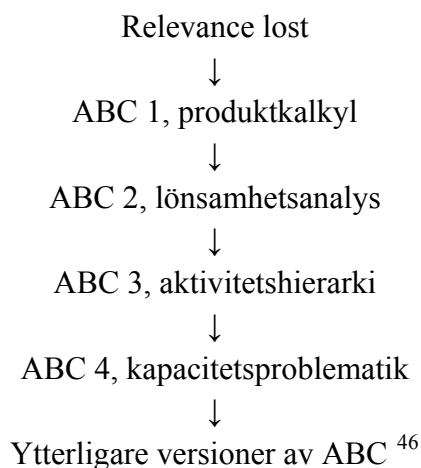 Relevance lost
↓
ABC 1, produktkalkyl
↓
ABC 2, lönsamhetsanalys
↓
ABC 3, aktivitetshierarki
↓
ABC 4, kapacitetsproblematik
↓
Ytterligare versioner av ABC 46